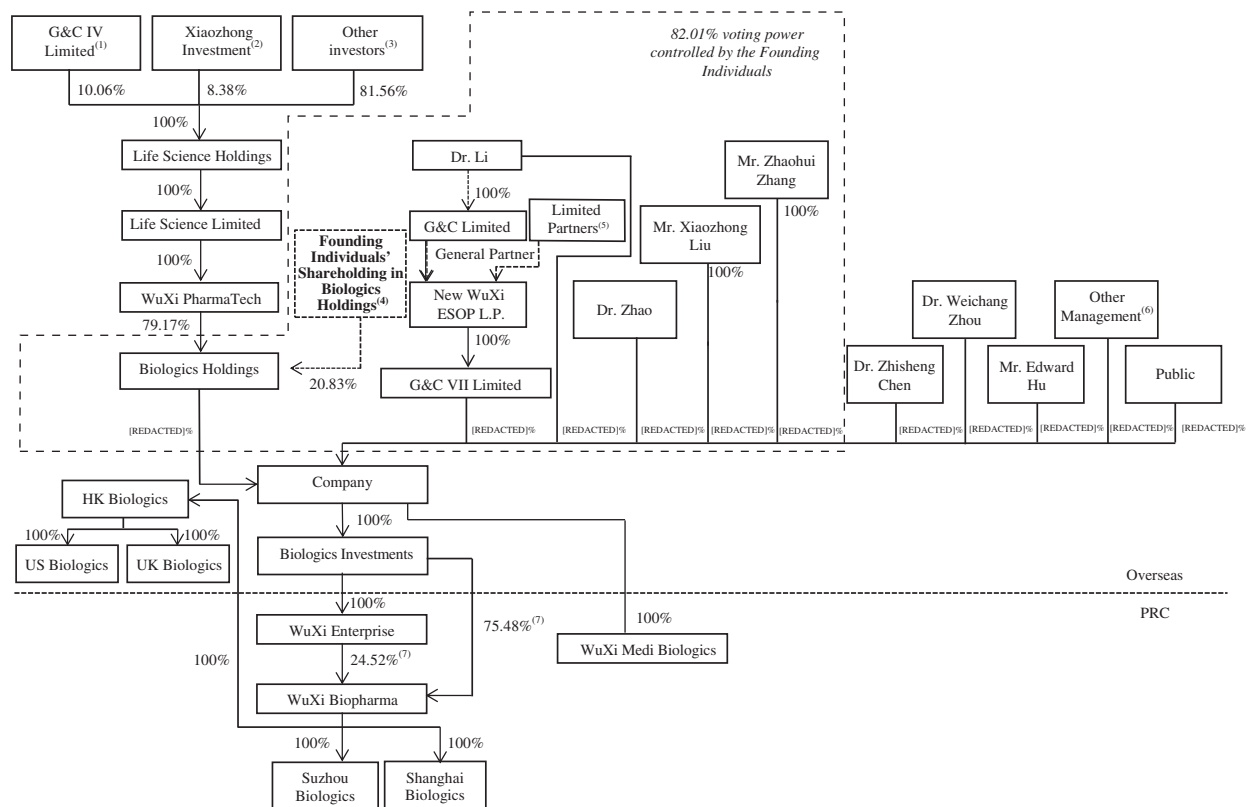 G&C IV
Limited(1)
Xiaozhong
Investment(2)
Other
investors(3)
82.01% voting power
controlled by the Founding
Individuals
10.06%
8.38%
81.56%
100%
Life Science Holdings
Dr. Li
Mr. Zhaohui
Zhang
100%
100%
100%
Life Science Limited
G&C Limited
Limited
Partners(5)
Mr. Xiaozhong
Liu
100%
Founding
Individuals’
Shareholding in
Biologics
Holdings(4)
General Partner
100%
WuXi PharmaTech
New WuXi
ESOP L.P.
Dr. Zhao
Dr. Weichang
Zhou
Other
Management(6)
79.17%
100%
Biologics Holdings
20.83%
G&C VII Limited
Dr. Zhisheng
Chen
Mr. Edward
Hu
Public
[REDACTED]%
[REDACTED]%
[REDACTED]%
[REDACTED]%
[REDACTED]%
[REDACTED]%
[REDACTED]%
[REDACTED]%
[REDACTED]%
[REDACTED]%
[REDACTED]%
Company
HK Biologics
100%
100%
100%
US Biologics
UK Biologics
Biologics Investments
Overseas
100%
PRC
WuXi Enterprise
75.48%(7)
100%
WuXi Medi Biologics
24.52%(7)
100%
WuXi Biopharma
100%
100%
Suzhou
Biologics
Shanghai
Biologics